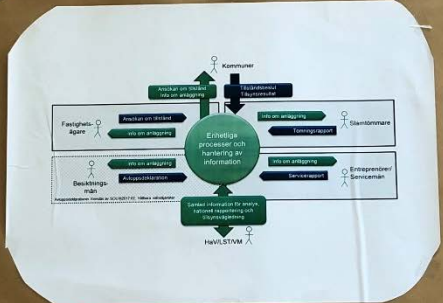 Kommuner
Ansökan om tillstånd
Info om anläggning
Tillståndsbeslut
Tillsynsresultat
Fastighets-
ägare
Ansökan om tillstånd
Info om anläggning
Enhetliga
processer och
hantering av
information
Info om anläggning
Tömningsrapport
Slamtömmare
Besiktnings-
män
Info om anläggning
Avloppsdeklaration
Info om anläggning
Servicerapport
Entreprenörer/
Servicemän
Samlad information för analys,
nationell rapportering och
tillsynsvägledning
HaV/LST/VM